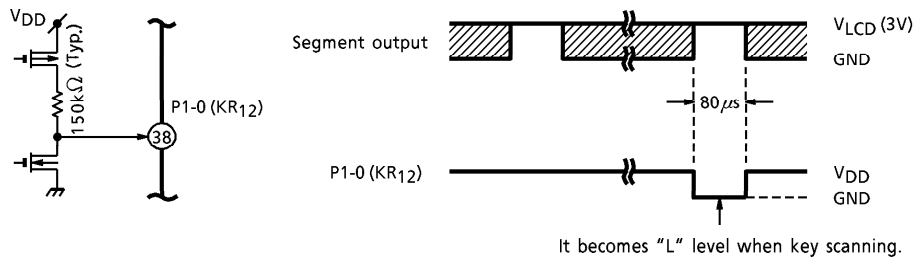 VDD
150kΩ (Typ.)
P1-0 (KR12)
38
Segment output
VLCD (3V)
GND
80μs
P1-0 (KR12)
VDD
GND
It becomes "L" level when key scanning.